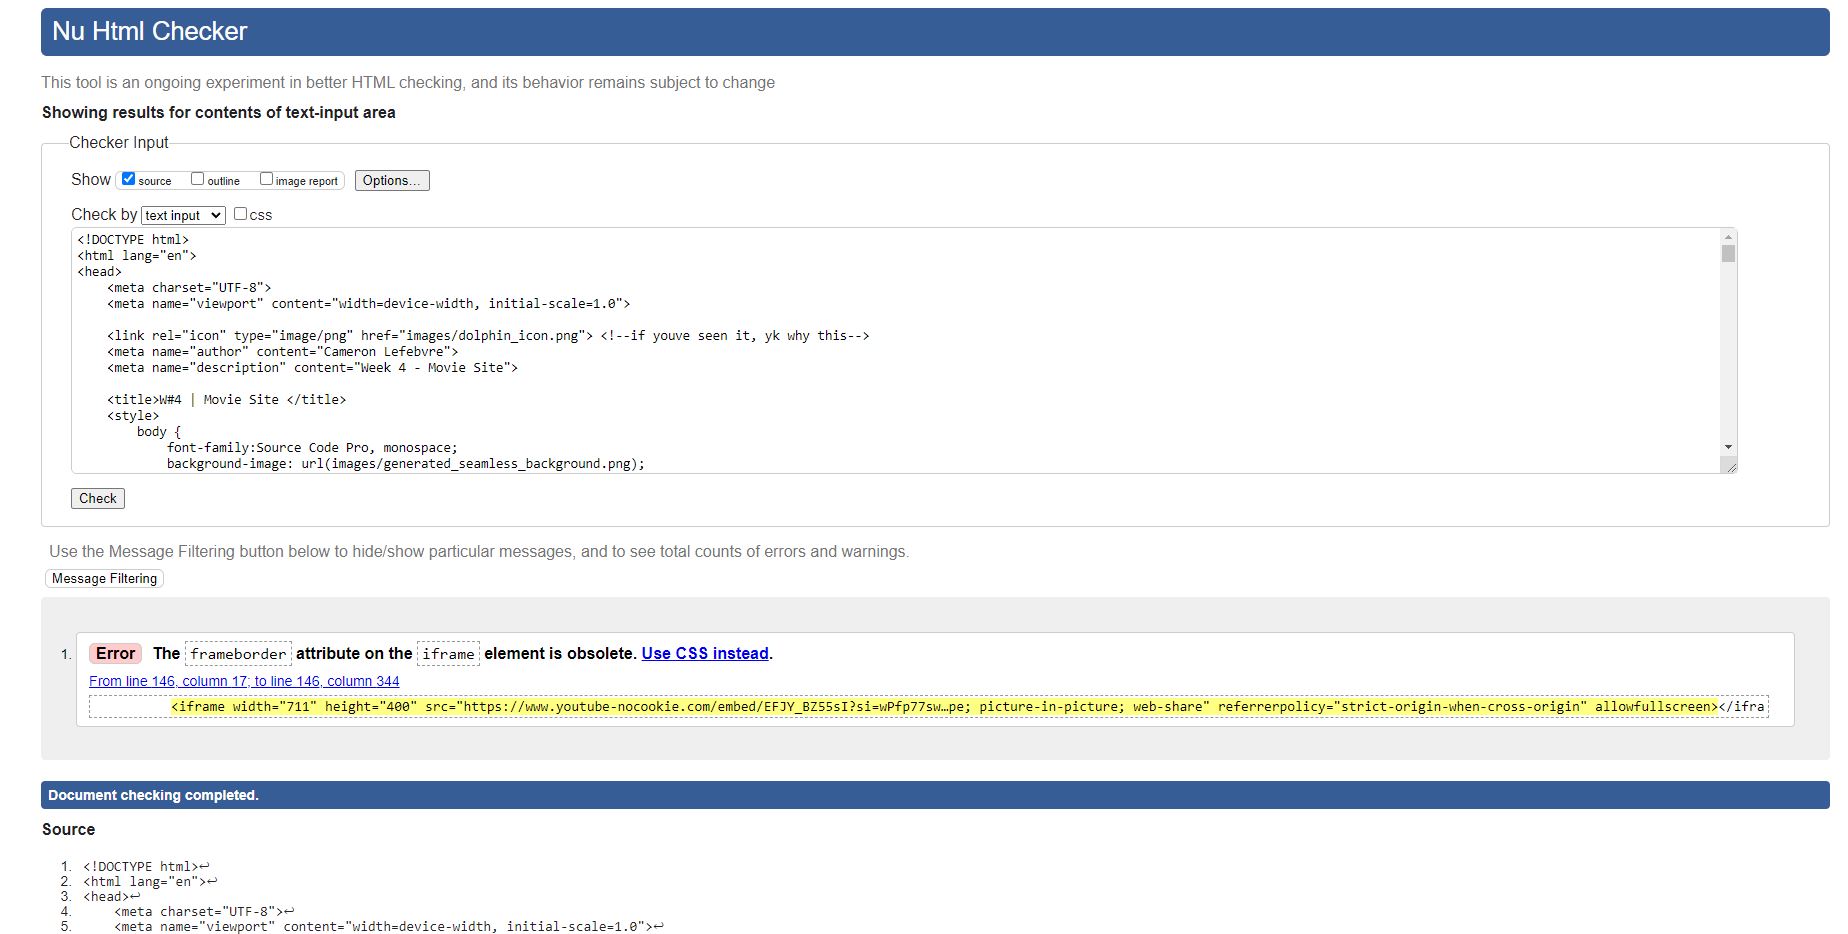 Nu Html Checker
This tool is an ongoing experiment in better HTML checking, and its behavior remains subject to change
Showing results for contents of text-input area
Checker Input
Show source outline image report Options...
Check by text input css
<!DOCTYPE html>
<html lang="en">
<head>
    <meta charset="UTF-8">
    <meta name="viewport" content="width=device-width, initial-scale=1.0">
    <link rel="icon" type="image/png" href="images/dolphin_icon.png"> <!--if youve seen it, yk why this-->
    <meta name="author" content="Cameron Lefebvre">
    <meta name="description" content="Week 4 - Movie Site">
    <title>W#4 | Movie Site </title>
    <style>
        body {
            font-family:Source Code Pro, monospace;
            background-image: url(images/generated_seamless_background.png);
Check
Use the Message Filtering button below to hide/show particular messages, and to see total counts of errors and warnings.
Message Filtering
1. Error The frameborder attribute on the iframe element is obsolete. Use CSS instead.
From line 146, column 17; to line 146, column 344
<iframe width="711" height="400" src="https://www.youtube-nocookie.com/embed/EFJY_BZ55sI?si=wPfp77sw…pe; picture-in-picture; web-share" referrerpolicy="strict-origin-when-cross-origin" allowfullscreen></ifra
Document checking completed.
Source
1. <!DOCTYPE html>↩
2. <html lang="en">↩
3. <head>↩
4.     <meta charset="UTF-8">↩
5.     <meta name="viewport" content="width=device-width, initial-scale=1.0">↩